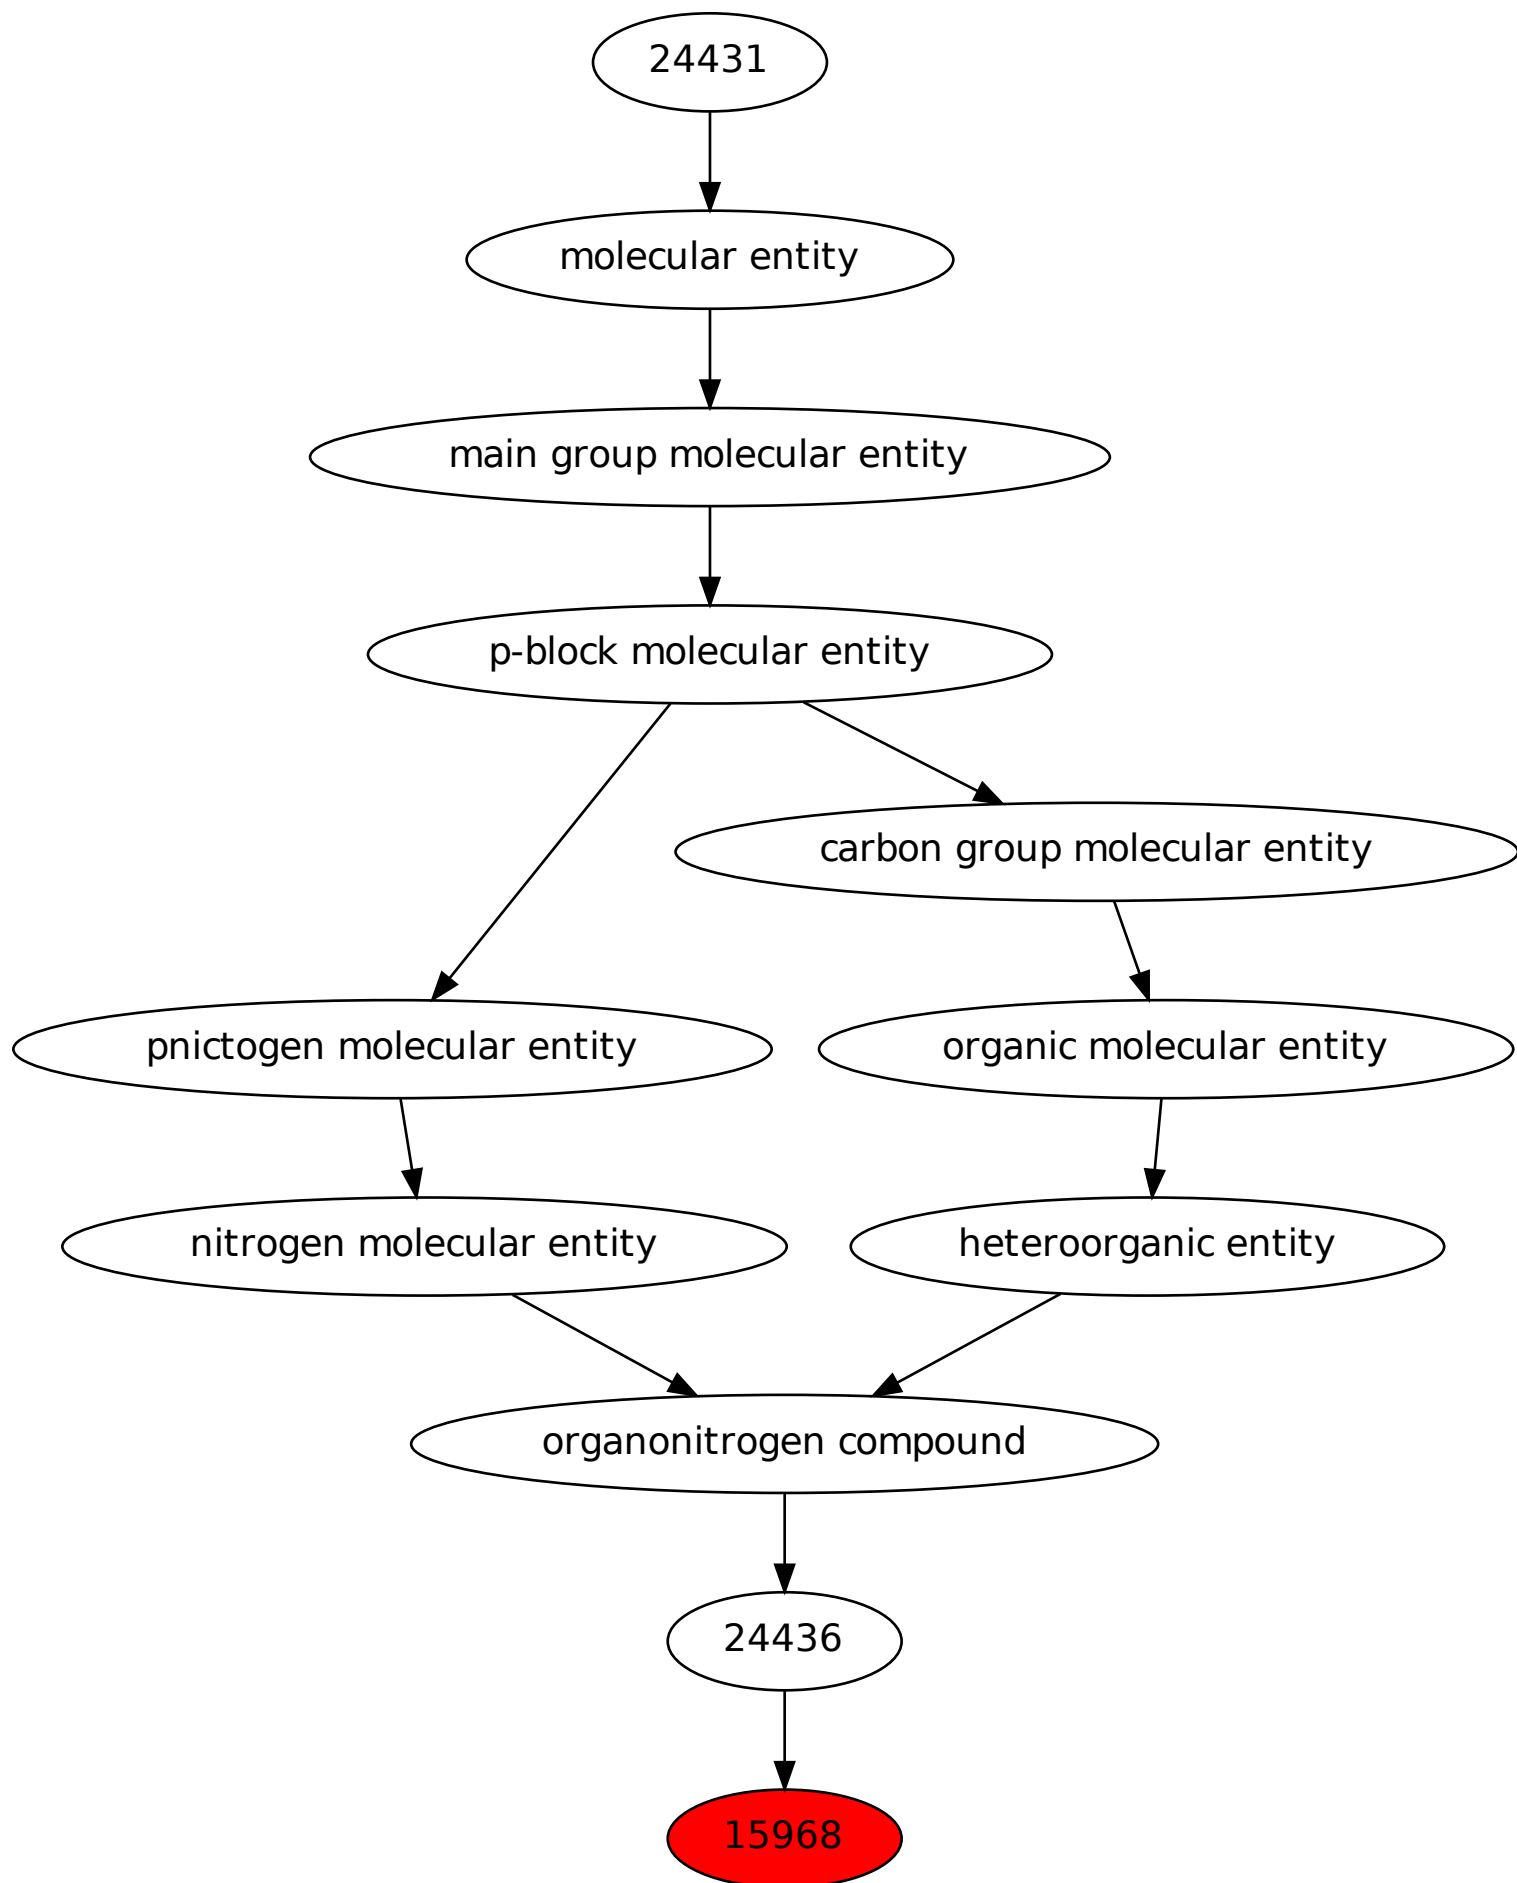 24431
molecular entity
main group molecular entity
p-block molecular entity
carbon group molecular entity
pnictogen molecular entity
organic molecular entity
nitrogen molecular entity
heteroorganic entity
organonitrogen compound
24436
15968